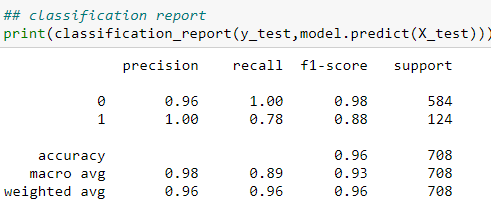 ## classification report
print(classification_report(y_test,model.predict(X_test)))
precision recall f1-score support
0 0.96 1.00 0.98 584
1 1.00 0.78 0.88 124
accuracy 0.96 708
macro avg 0.98 0.89 0.93 708
weighted avg 0.96 0.96 0.96 708